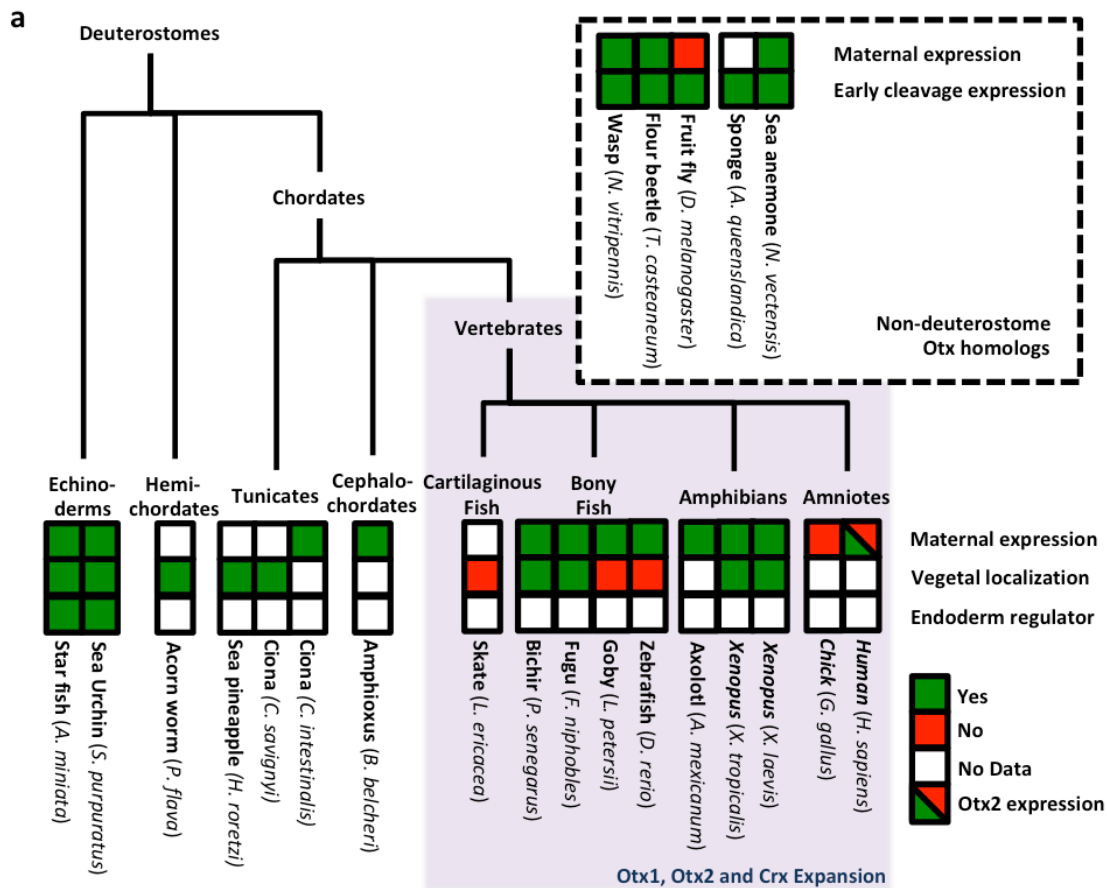 a
Deuterostomes
Chordates
Vertebrates
Maternal expression
Early cleavage expression
Wasp (N. vitripennis)
Flour beetle (T. casteaneum)
Fruit fly (D. melanogaster)
Sponge (A. queenslandica)
Sea anemone (N. vectensis)
Non-deuterostome
Otx homologs
Echino-
derms
Hemi-
chordates
Tunicates
Cephalo-
chordates
Cartilaginous
Fish
Bony
Fish
Amphibians
Amniotes
Maternal expression
Vegetal localization
Endoderm regulator
Star fish (A. miniata)
Sea Urchin (S. purpuratus)
Acorn worm (P. flava)
Sea pineapple (H. roretzi)
Ciona (C. savignyi)
Ciona (C. intestinalis)
Amphioxus (B. belcheri)
Skate (L. ericacea)
Bichir (P. senegarus)
Fugu (F. niphobles)
Goby (L. petersii)
Zebrafish (D. rerio)
Axolotl (A. mexicanum)
Xenopus (X. tropicalis)
Xenopus (X. laevis)
Chick (G. gallus)
Human (H. sapiens)
Yes
No
No Data
Otx2 expression
Otx1, Otx2 and Crx Expansion